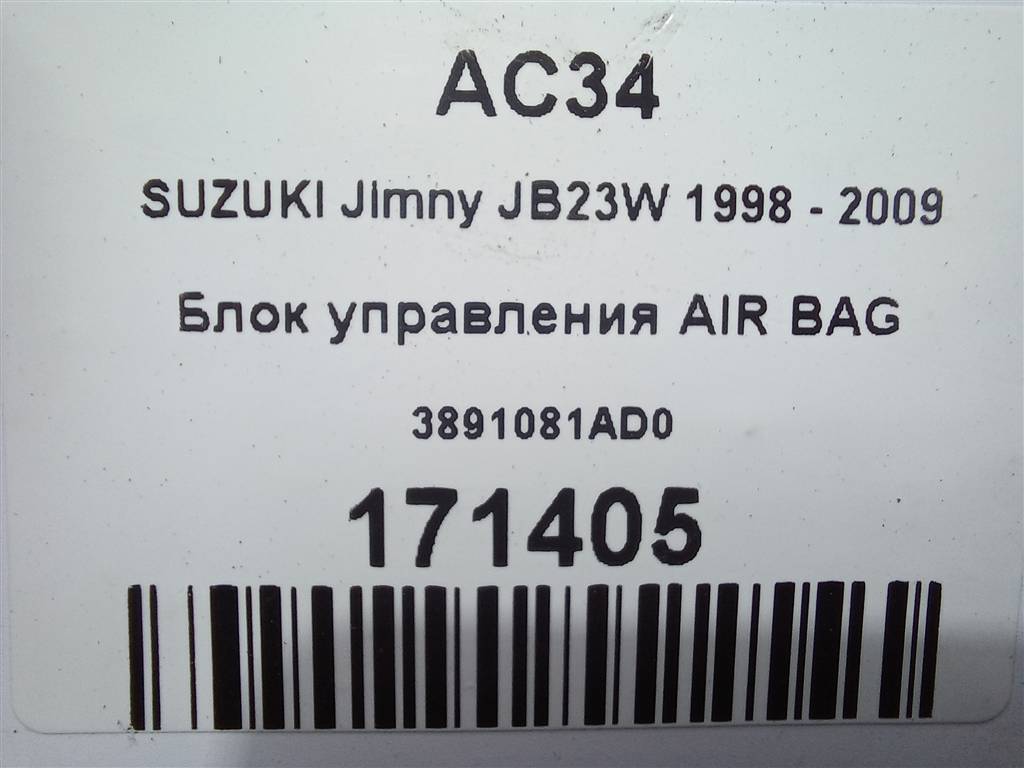 AC34
SUZUKI Jimny JB23W 1998 - 2009
Блок управления AIR BAG
3891081AD0
171405